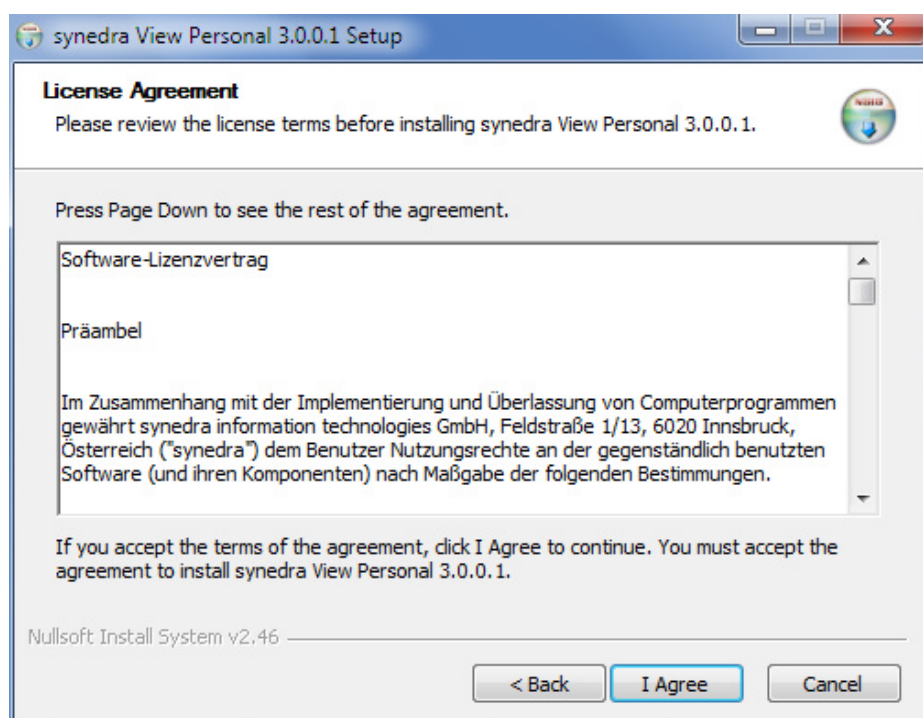 synedra View Personal 3.0.0.1 Setup
License Agreement
Please review the license terms before installing synedra View Personal 3.0.0.1.
Press Page Down to see the rest of the agreement.
Software-Lizenzvertrag
Präambel
Im Zusammenhang mit der Implementierung und Überlassung von Computerprogrammen
gewährt synedra information technologies GmbH, Feldstraße 1/13, 6020 Innsbruck,
Österreich ("synedra") dem Benutzer Nutzungsrechte an der gegenständlich benutzten
Software (und ihren Komponenten) nach Maßgabe der folgenden Bestimmungen.
If you accept the terms of the agreement, click I Agree to continue. You must accept the
agreement to install synedra View Personal 3.0.0.1.
Nullsoft Install System v2.46
< Back
I Agree
Cancel